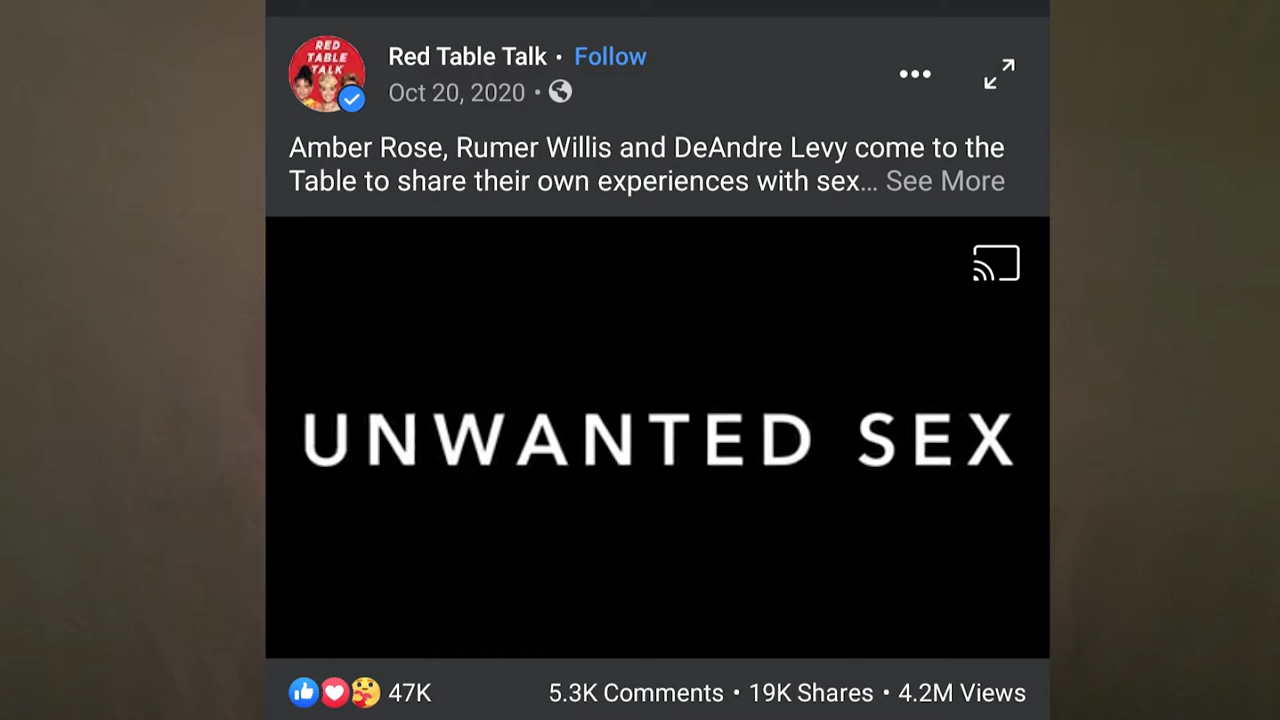 RED
TABLE
TALK
Red Table Talk · Follow
Oct 20, 2020 ·
Amber Rose, Rumer Willis and DeAndre Levy come to the
Table to share their own experiences with sex... See More
UNWANTED SEX
47K
5.3K Comments · 19K Shares · 4.2M Views